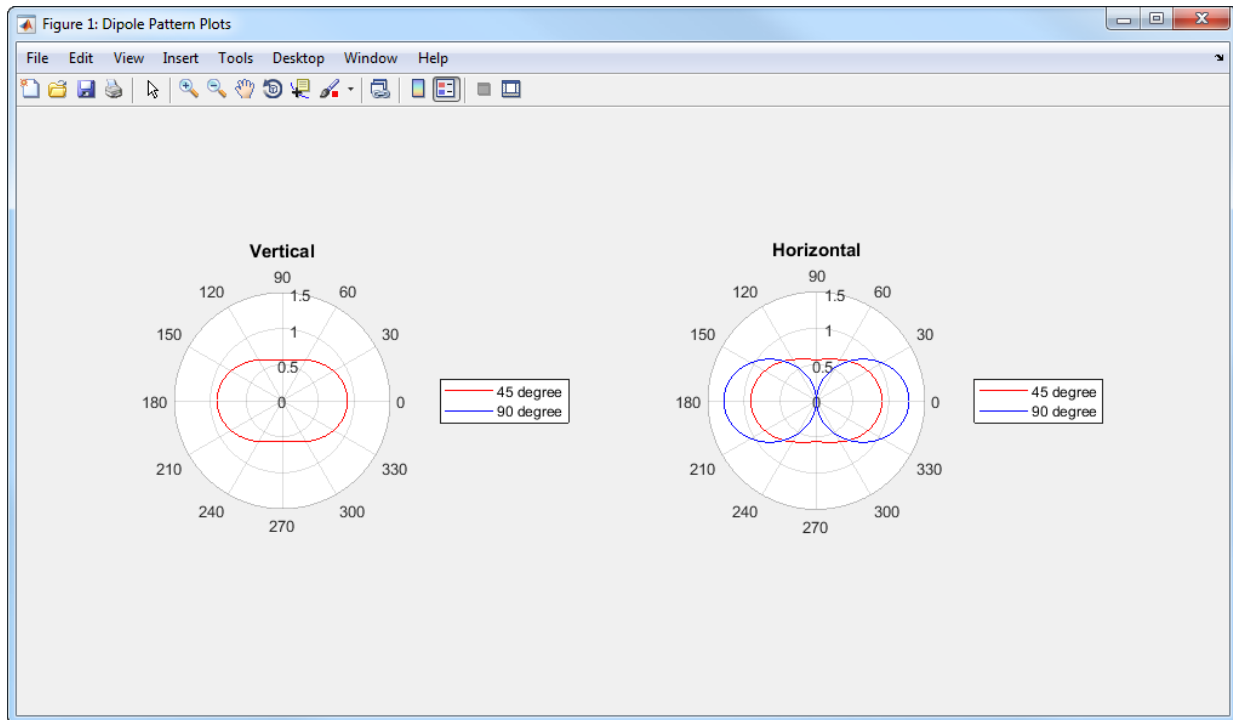 Figure 1: Dipole Pattern Plots
File Edit View Insert Tools Desktop Window Help
Vertical
90
120 60
1.5
150 30
1
0.5
180 0 0
210 330
240 300
270
45 degree
90 degree
Horizontal
90
120 60
1.5
150 30
1
0.5
180 0 0
210 330
240 300
270
45 degree
90 degree